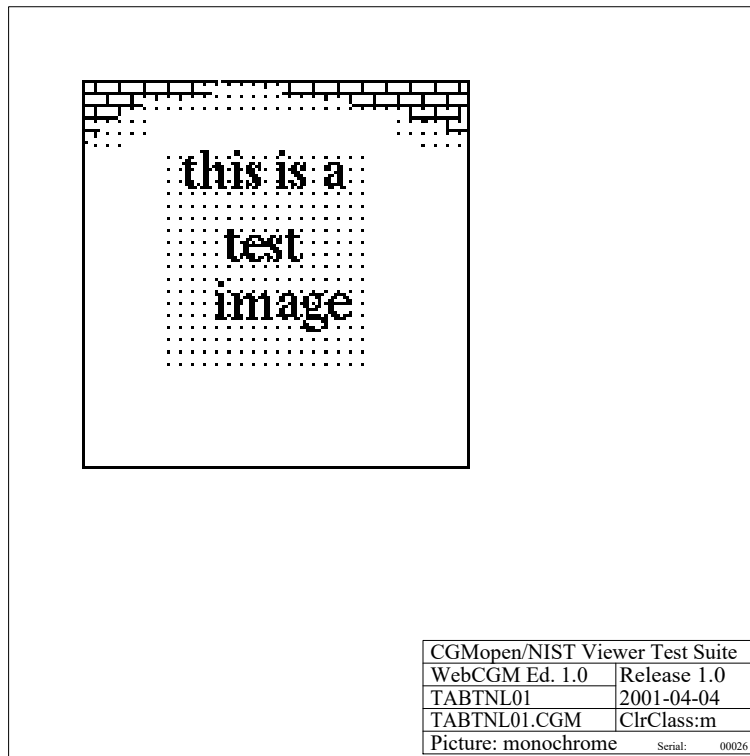 this is a
test
image
CGMopen/NIST Viewer Test Suite
WebCGM Ed. 1.0 Release 1.0
TABTNL01 2001-04-04
TABTNL01.CGM ClrClass:m
Picture: monochrome Serial: 00026